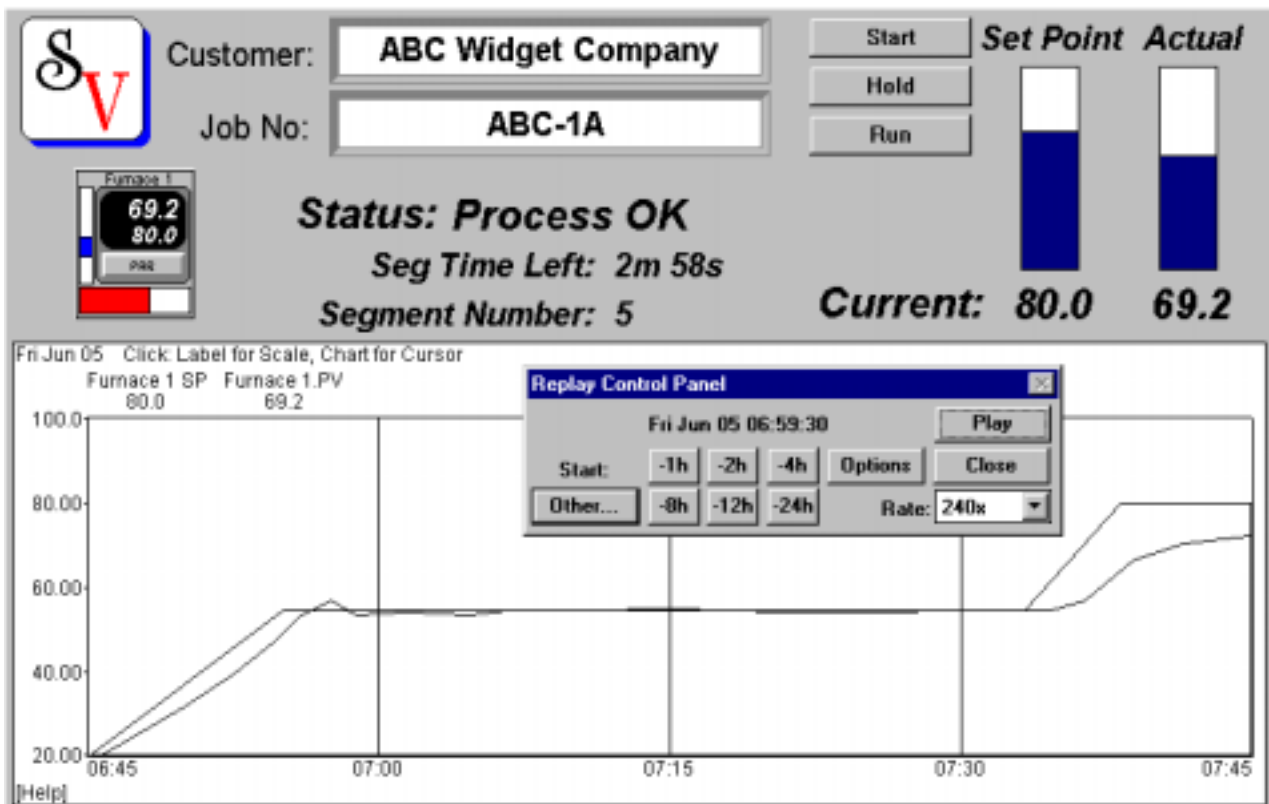 SV
Customer: ABC Widget Company
Job No: ABC-1A
Start
Hold
Run
Set Point Actual
Furnace 1
69.2
80.0
PAR
Status: Process OK
Seg Time Left: 2m 58s
Segment Number: 5
Current: 80.0 69.2
Fri Jun 05 Click: Label for Scale, Chart for Cursor
Furnace 1 SP Furnace 1.PV
80.0 69.2
Replay Control Panel
Fri Jun 05 06:59:30 Play
Start: -1h -2h -4h Options Close
Other... -8h -12h -24h Rate: 240x
100.0
80.00
60.00
40.00
20.00
06:45 07:00 07:15 07:30 07:45
[Help]